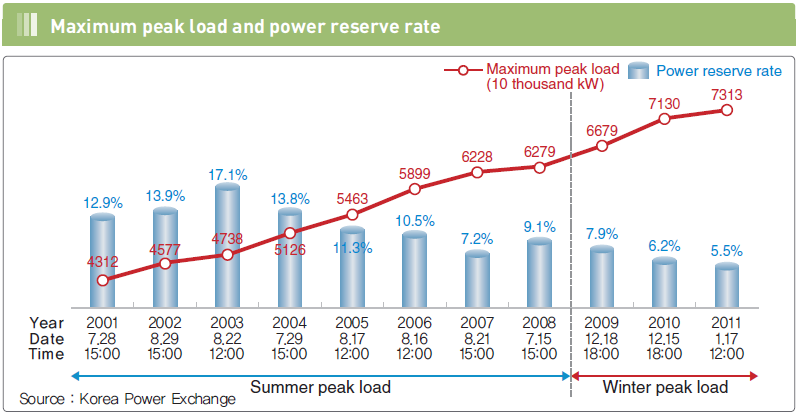 Maximum peak load and power reserve rate
Maximum peak load
(10 thousand kW)
Power reserve rate
12.9% 13.9% 17.1% 13.8% 11.3% 10.5% 7.2% 9.1% 7.9% 6.2% 5.5%
4312 4577 4738 5126 5463 5899 6228 6279 6679 7130 7313
Year 2001 2002 2003 2004 2005 2006 2007 2008 2009 2010 2011
Date 7.28 8.29 8.22 7.29 8.17 8.16 8.21 7.15 12.18 12.15 1.17
Time 15:00 15:00 12:00 15:00 12:00 12:00 15:00 15:00 18:00 18:00 12:00
Summer peak load Winter peak load
Source : Korea Power Exchange